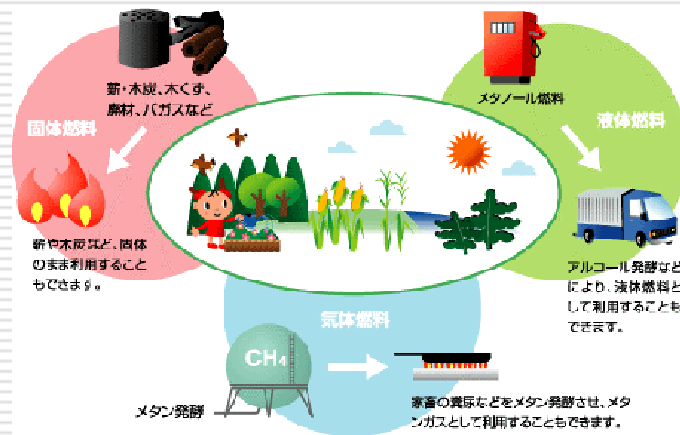 薪・木炭、木くず、
廃材、バガスなど
固体燃料
薪や木炭など、固体
のまま利用すること
もできます。
メタノール燃料
液体燃料
アルコール発酵など
により、液体燃料と
して利用することも
できます。
気体燃料
CH₄
メタン発酵
家畜の糞尿などをメタン発酵させ、メタ
ンガスとして利用することもできます。